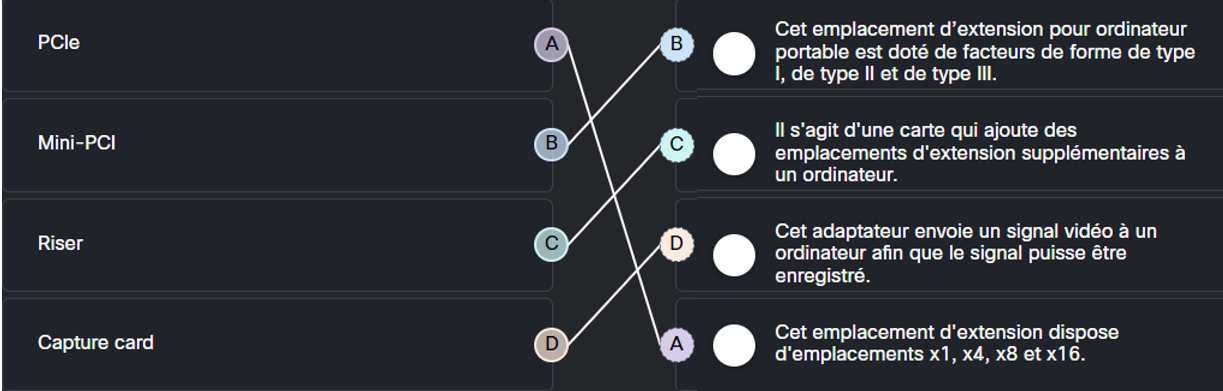 PCIe
A
B
Cet emplacement d’extension pour ordinateur
portable est doté de facteurs de forme de type
I, de type II et de type III.
Mini-PCI
B
C
Il s'agit d'une carte qui ajoute des
emplacements d'extension supplémentaires à
un ordinateur.
Riser
C
D
Cet adaptateur envoie un signal vidéo à un
ordinateur afin que le signal puisse être
enregistré.
Capture card
D
A
Cet emplacement d'extension dispose
d'emplacements x1, x4, x8 et x16.